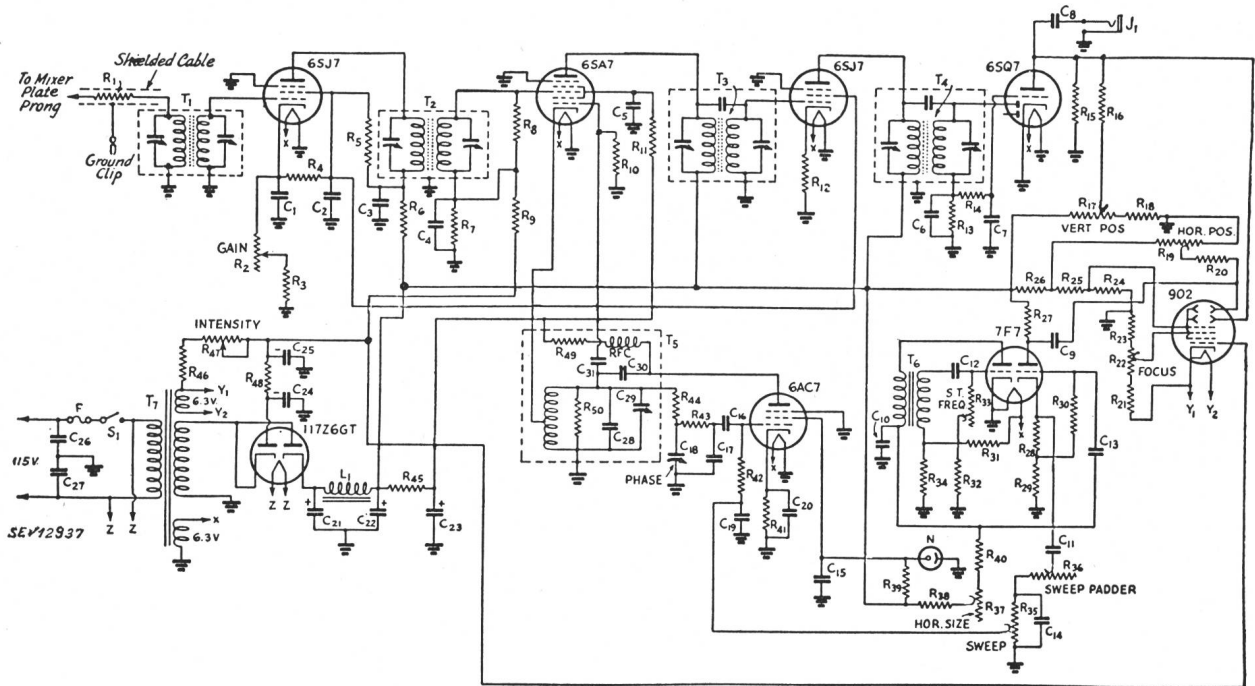 C8
J1
Shielded Cable
6SJ7
6SA7
6SJ7
6SQ7
To Mixer
Plate
Prong
R1
T1
T2
T3
T4
Ground
Clip
R4
R5
R8
C5
R11
R10
R15
R16
C1
C2
C3
R6
C4
R7
R9
R12
C6
R13
R14
C7
R17
VERT POS
R18
HOR. POS.
R19
R20
GAIN
R2
R3
R26
R25
R24
902
R27
7F7
C9
R23
R22
FOCUS
R21
Y1
Y2
INTENSITY
R47
R46
C25
R48
C24
Y1
6.3V.
Y2
T7
F
S1
C26
115V.
C27
Z
Z
117Z6GT
Z
Z
L1
R45
C21
C22
C23
X
6.3V
SEV12937
T5
R49
RFC
C31
C30
R50
C28
C29
R44
R43
C16
C18
C17
PHASE
6AC7
R42
C19
X
R41
C20
C15
T6
C12
C10
R33
ST.
FREQ.
R31
R34
R32
X
R28
R29
R30
C13
N
R39
R38
R40
R37
HOR. SIZE
C11
R36
SWEEP PADDER
R35
C14
SWEEP
X
X
X
X